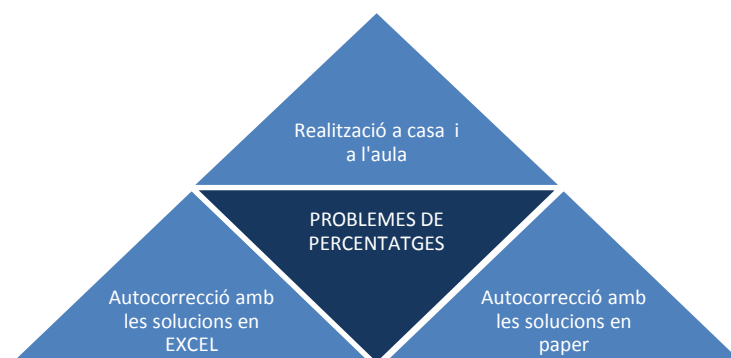 Realització a casa i
a l'aula
PROBLEMES DE
PERCENTATGES
Autocorrecció amb
les solucions en
EXCEL
Autocorrecció amb
les solucions en
paper